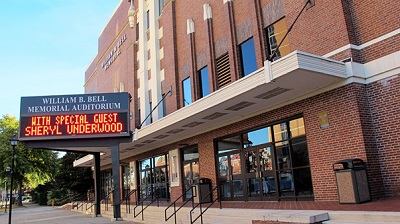 WILLIAM B. BELL
MEMORIAL AUDITORIUM
WITH SPECIAL
GUEST
SHERYL UNDERWOOD